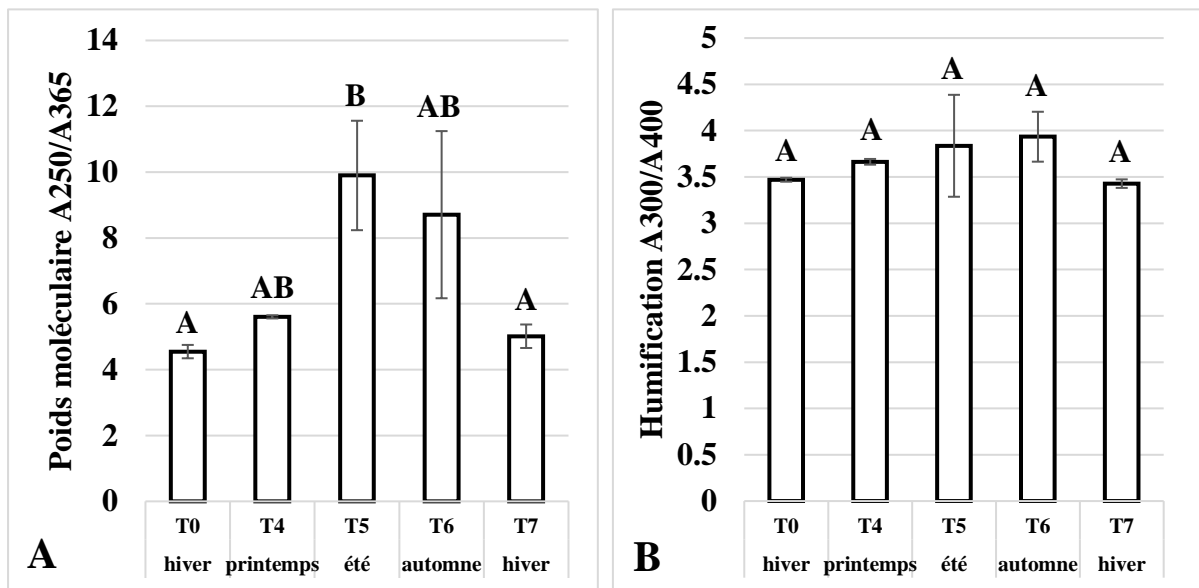 Poids moléculaire A250/A365
14
12
10
8
6
4
2
0
A
AB
B
AB
A
T0
T4
T5
T6
T7
hiver
printemps
été
automne
hiver
A
Humification A300/A400
5
4.5
4
3.5
3
2.5
2
1.5
1
0.5
0
A
A
A
A
A
T0
T4
T5
T6
T7
hiver
printemps
été
automne
hiver
B